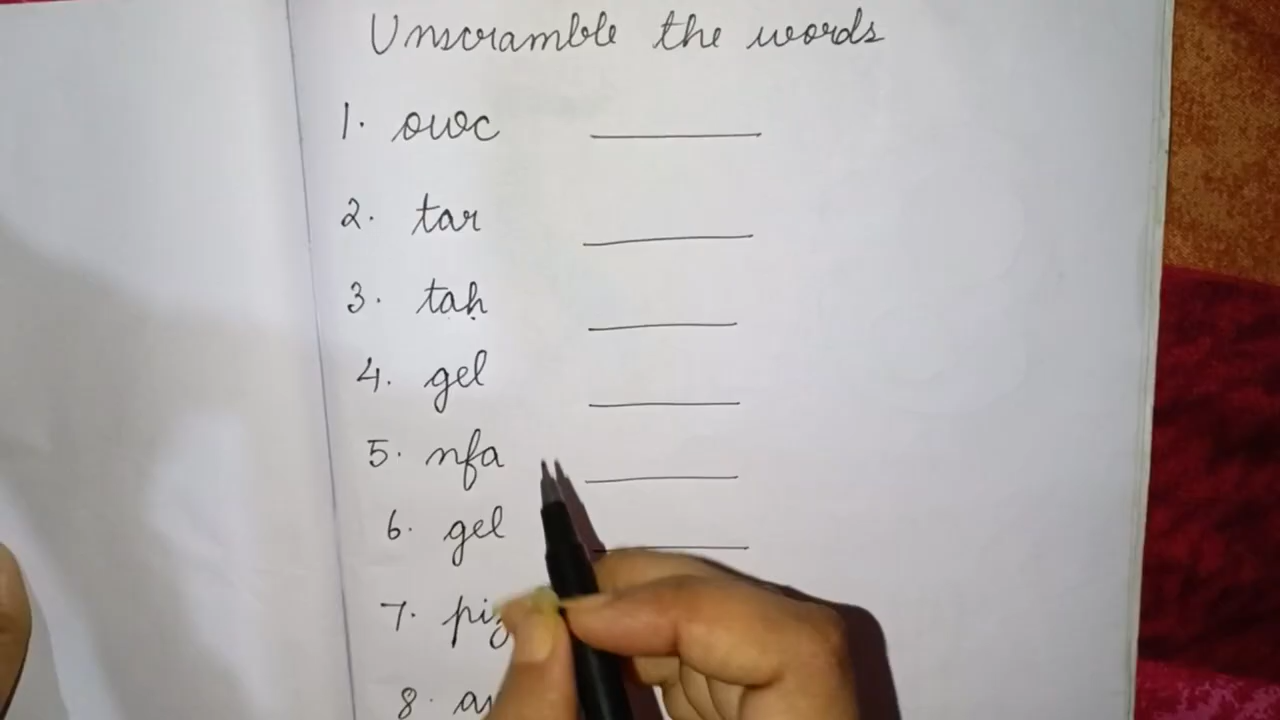 Unscramble the words
1. owc
2. tar
3. tah
4. gel
5. nfa
6. gel
7.
8.